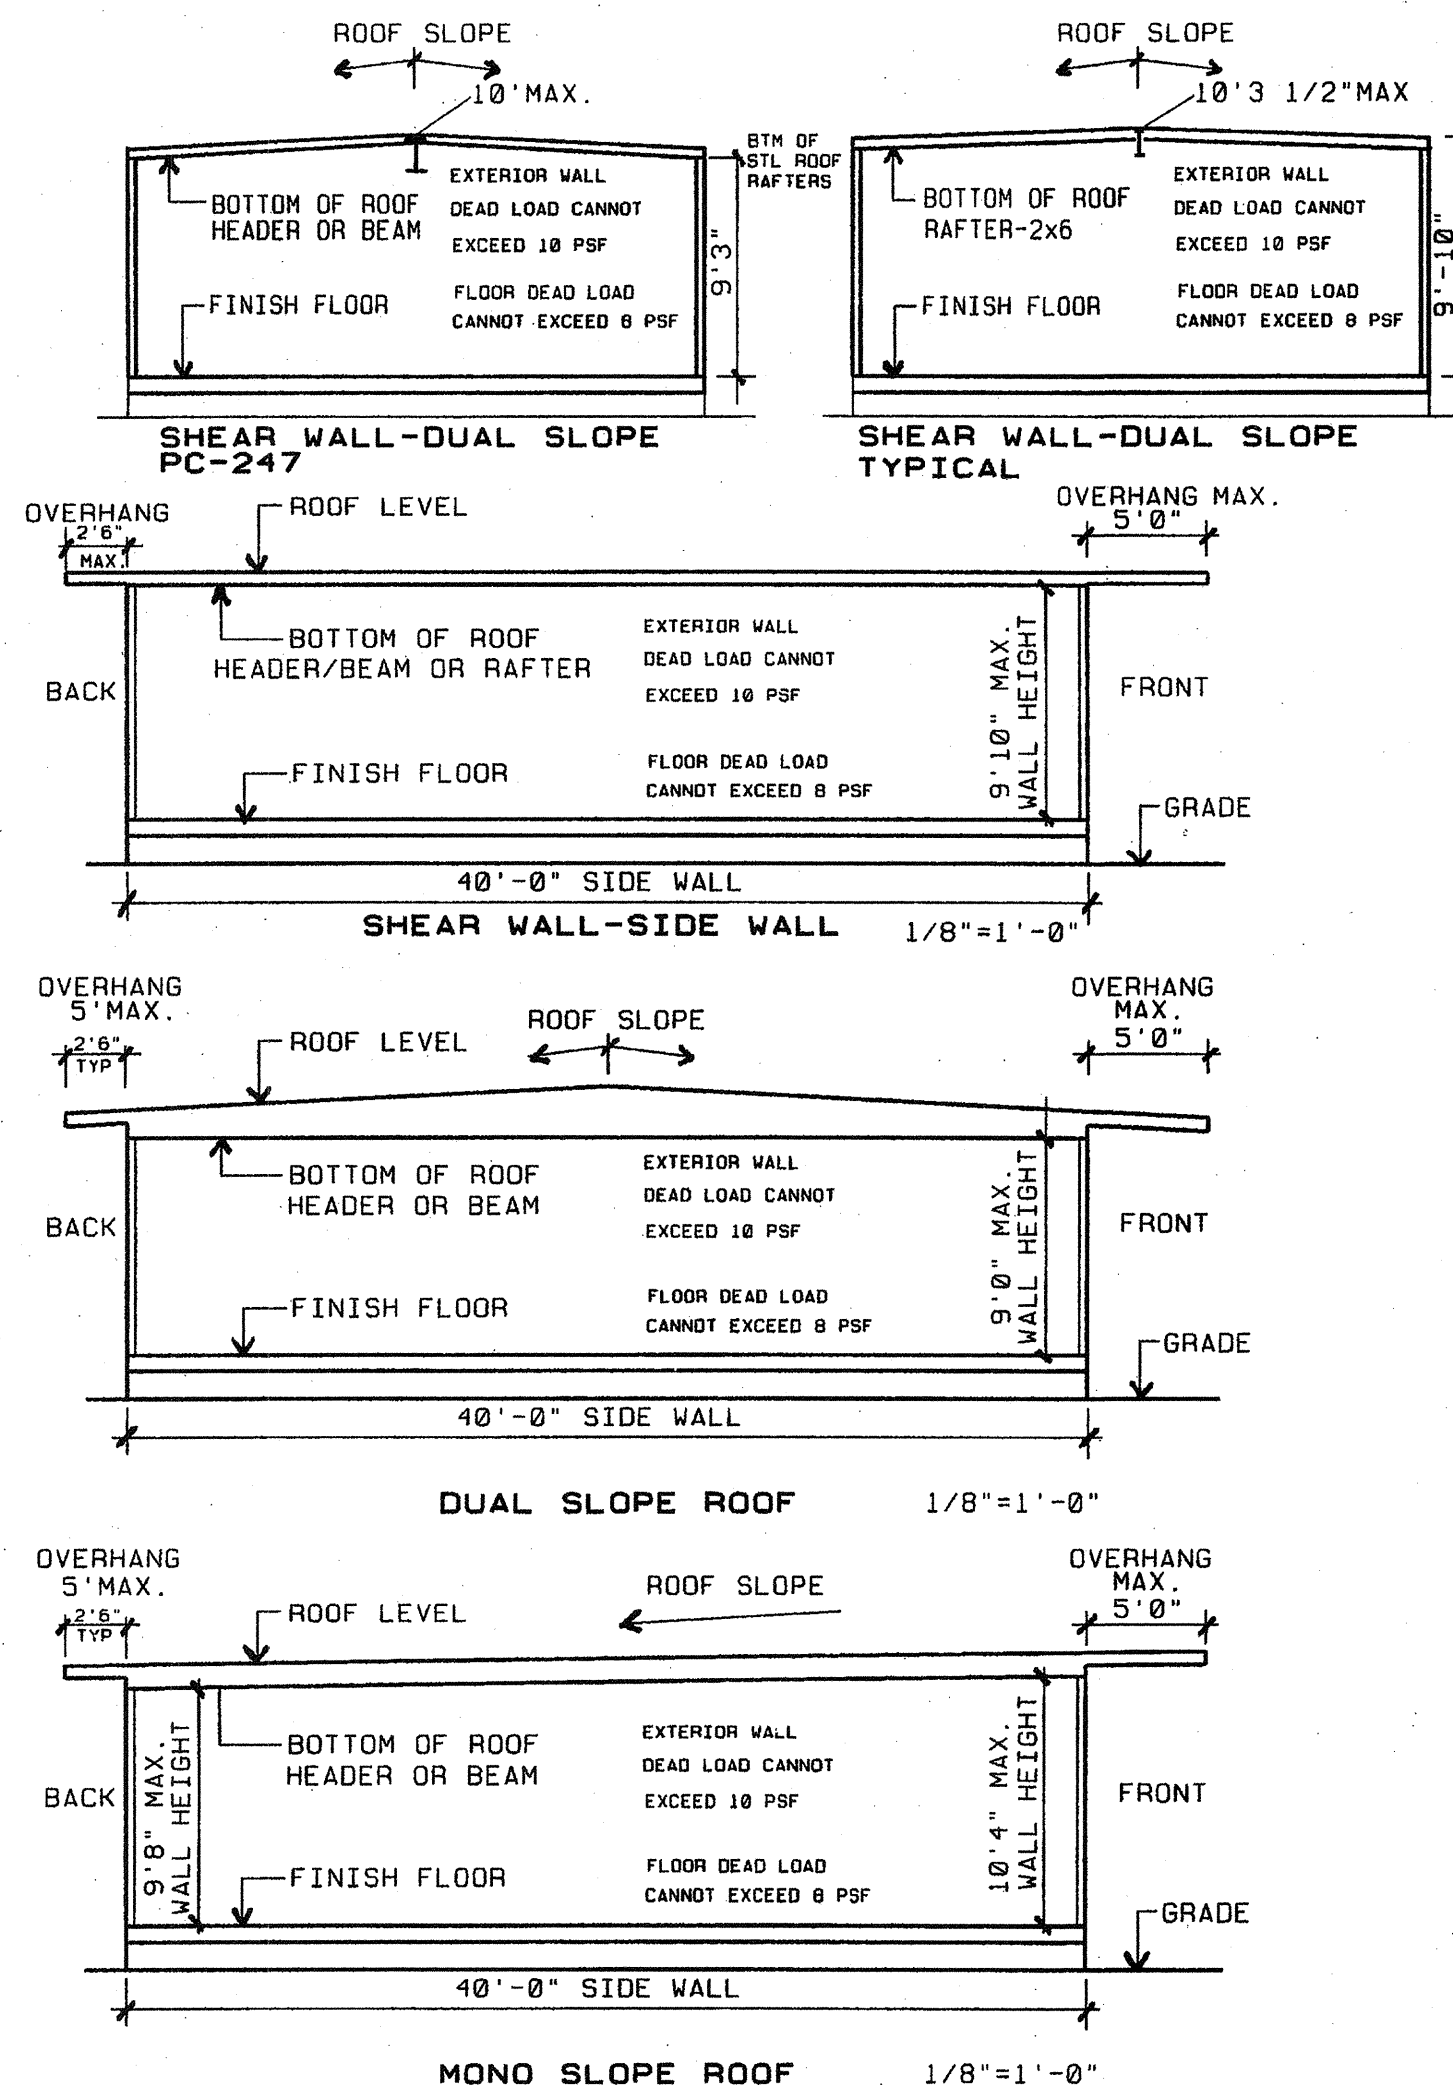 ROOF SLOPE
10'MAX.
BTM OF
STL ROOF
RAFTERS
BOTTOM OF ROOF
HEADER OR BEAM
EXTERIOR WALL
DEAD LOAD CANNOT
EXCEED 10 PSF
9'3"
FINISH FLOOR
FLOOR DEAD LOAD
CANNOT EXCEED 8 PSF
SHEAR WALL-DUAL SLOPE
PC-247
ROOF SLOPE
10'3 1/2"MAX
BOTTOM OF ROOF
RAFTER-2x6
EXTERIOR WALL
DEAD LOAD CANNOT
EXCEED 10 PSF
9'-10"
FINISH FLOOR
FLOOR DEAD LOAD
CANNOT EXCEED 8 PSF
SHEAR WALL-DUAL SLOPE
TYPICAL
OVERHANG
2'6"
MAX.
ROOF LEVEL
OVERHANG MAX.
5'0"
BOTTOM OF ROOF
HEADER/BEAM OR RAFTER
EXTERIOR WALL
DEAD LOAD CANNOT
EXCEED 10 PSF
9'10" MAX.
WALL HEIGHT
BACK
FRONT
FINISH FLOOR
FLOOR DEAD LOAD
CANNOT EXCEED 8 PSF
GRADE
40'-0" SIDE WALL
SHEAR WALL-SIDE WALL
1/8"=1'-0"
OVERHANG
5'MAX.
2'6"
TYP
ROOF LEVEL
ROOF SLOPE
OVERHANG
MAX.
5'0"
BOTTOM OF ROOF
HEADER OR BEAM
EXTERIOR WALL
DEAD LOAD CANNOT
EXCEED 10 PSF
9'0" MAX.
WALL HEIGHT
BACK
FRONT
FINISH FLOOR
FLOOR DEAD LOAD
CANNOT EXCEED 8 PSF
GRADE
40'-0" SIDE WALL
DUAL SLOPE ROOF
1/8"=1'-0"
OVERHANG
5'MAX.
2'6"
TYP
ROOF LEVEL
ROOF SLOPE
OVERHANG
MAX.
5'0"
9'8" MAX.
WALL HEIGHT
BOTTOM OF ROOF
HEADER OR BEAM
EXTERIOR WALL
DEAD LOAD CANNOT
EXCEED 10 PSF
10'4" MAX.
WALL HEIGHT
BACK
FRONT
FINISH FLOOR
FLOOR DEAD LOAD
CANNOT EXCEED 8 PSF
GRADE
40'-0" SIDE WALL
MONO SLOPE ROOF
1/8"=1'-0"